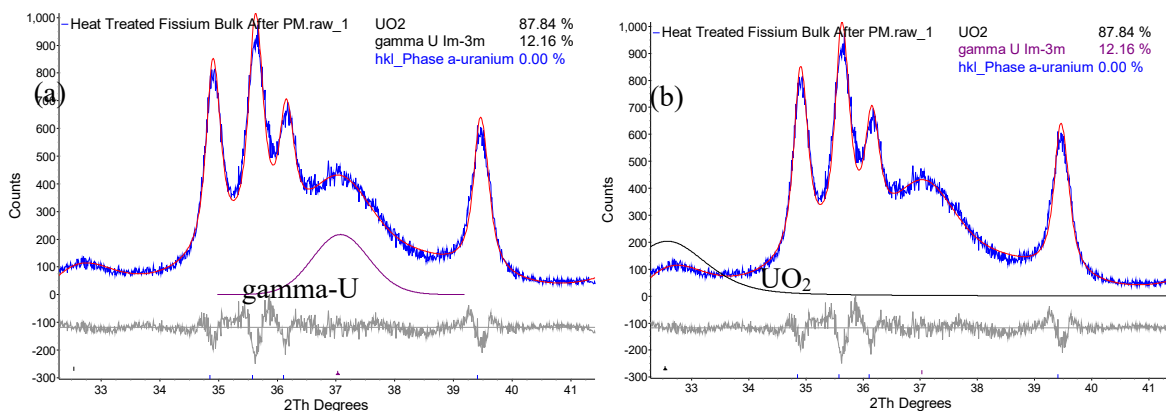 1,000
900
800
700
600
500
400
300
200
100
0
-100
-200
-300
Counts
Heat Treated Fissium Bulk After PM.raw_1
UO2 87.84 %
gamma U Im-3m 12.16 %
hkl_Phase a-uranium 0.00 %
(a)
gamma-U
33 34 35 36 37 38 39 40 41
2Th Degrees
1,000
900
800
700
600
500
400
300
200
100
0
-100
-200
-300
Counts
Heat Treated Fissium Bulk After PM.raw_1
UO2 87.84 %
gamma U Im-3m 12.16 %
hkl_Phase a-uranium 0.00 %
(b)
UO₂
33 34 35 36 37 38 39 40 41
2Th Degrees